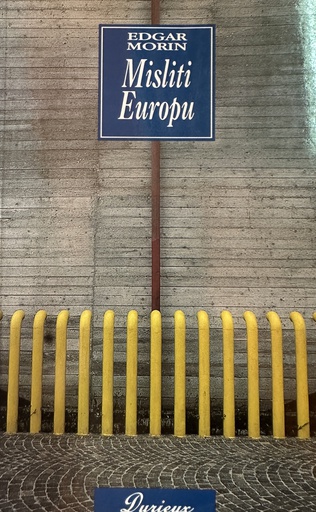 EDGAR
MORIN
Misliti
Europu
Durieux